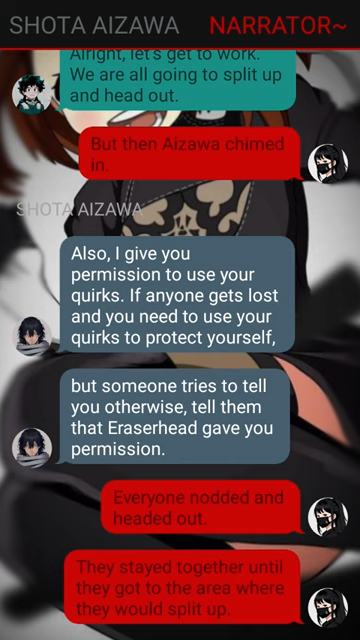 SHOTA AIZAWA NARRATOR~
Alright, let's get to work.
We are all going to split up
and head out.
But then Aizawa chimed
in.
SHOTA AIZAWA
Also, I give you
permission to use your
quirks. If anyone gets lost
and you need to use your
quirks to protect yourself,
but someone tries to tell
you otherwise, tell them
that Eraserhead gave you
permission.
Everyone nodded and
headed out.
They stayed together until
they got to the area where
they would split up.